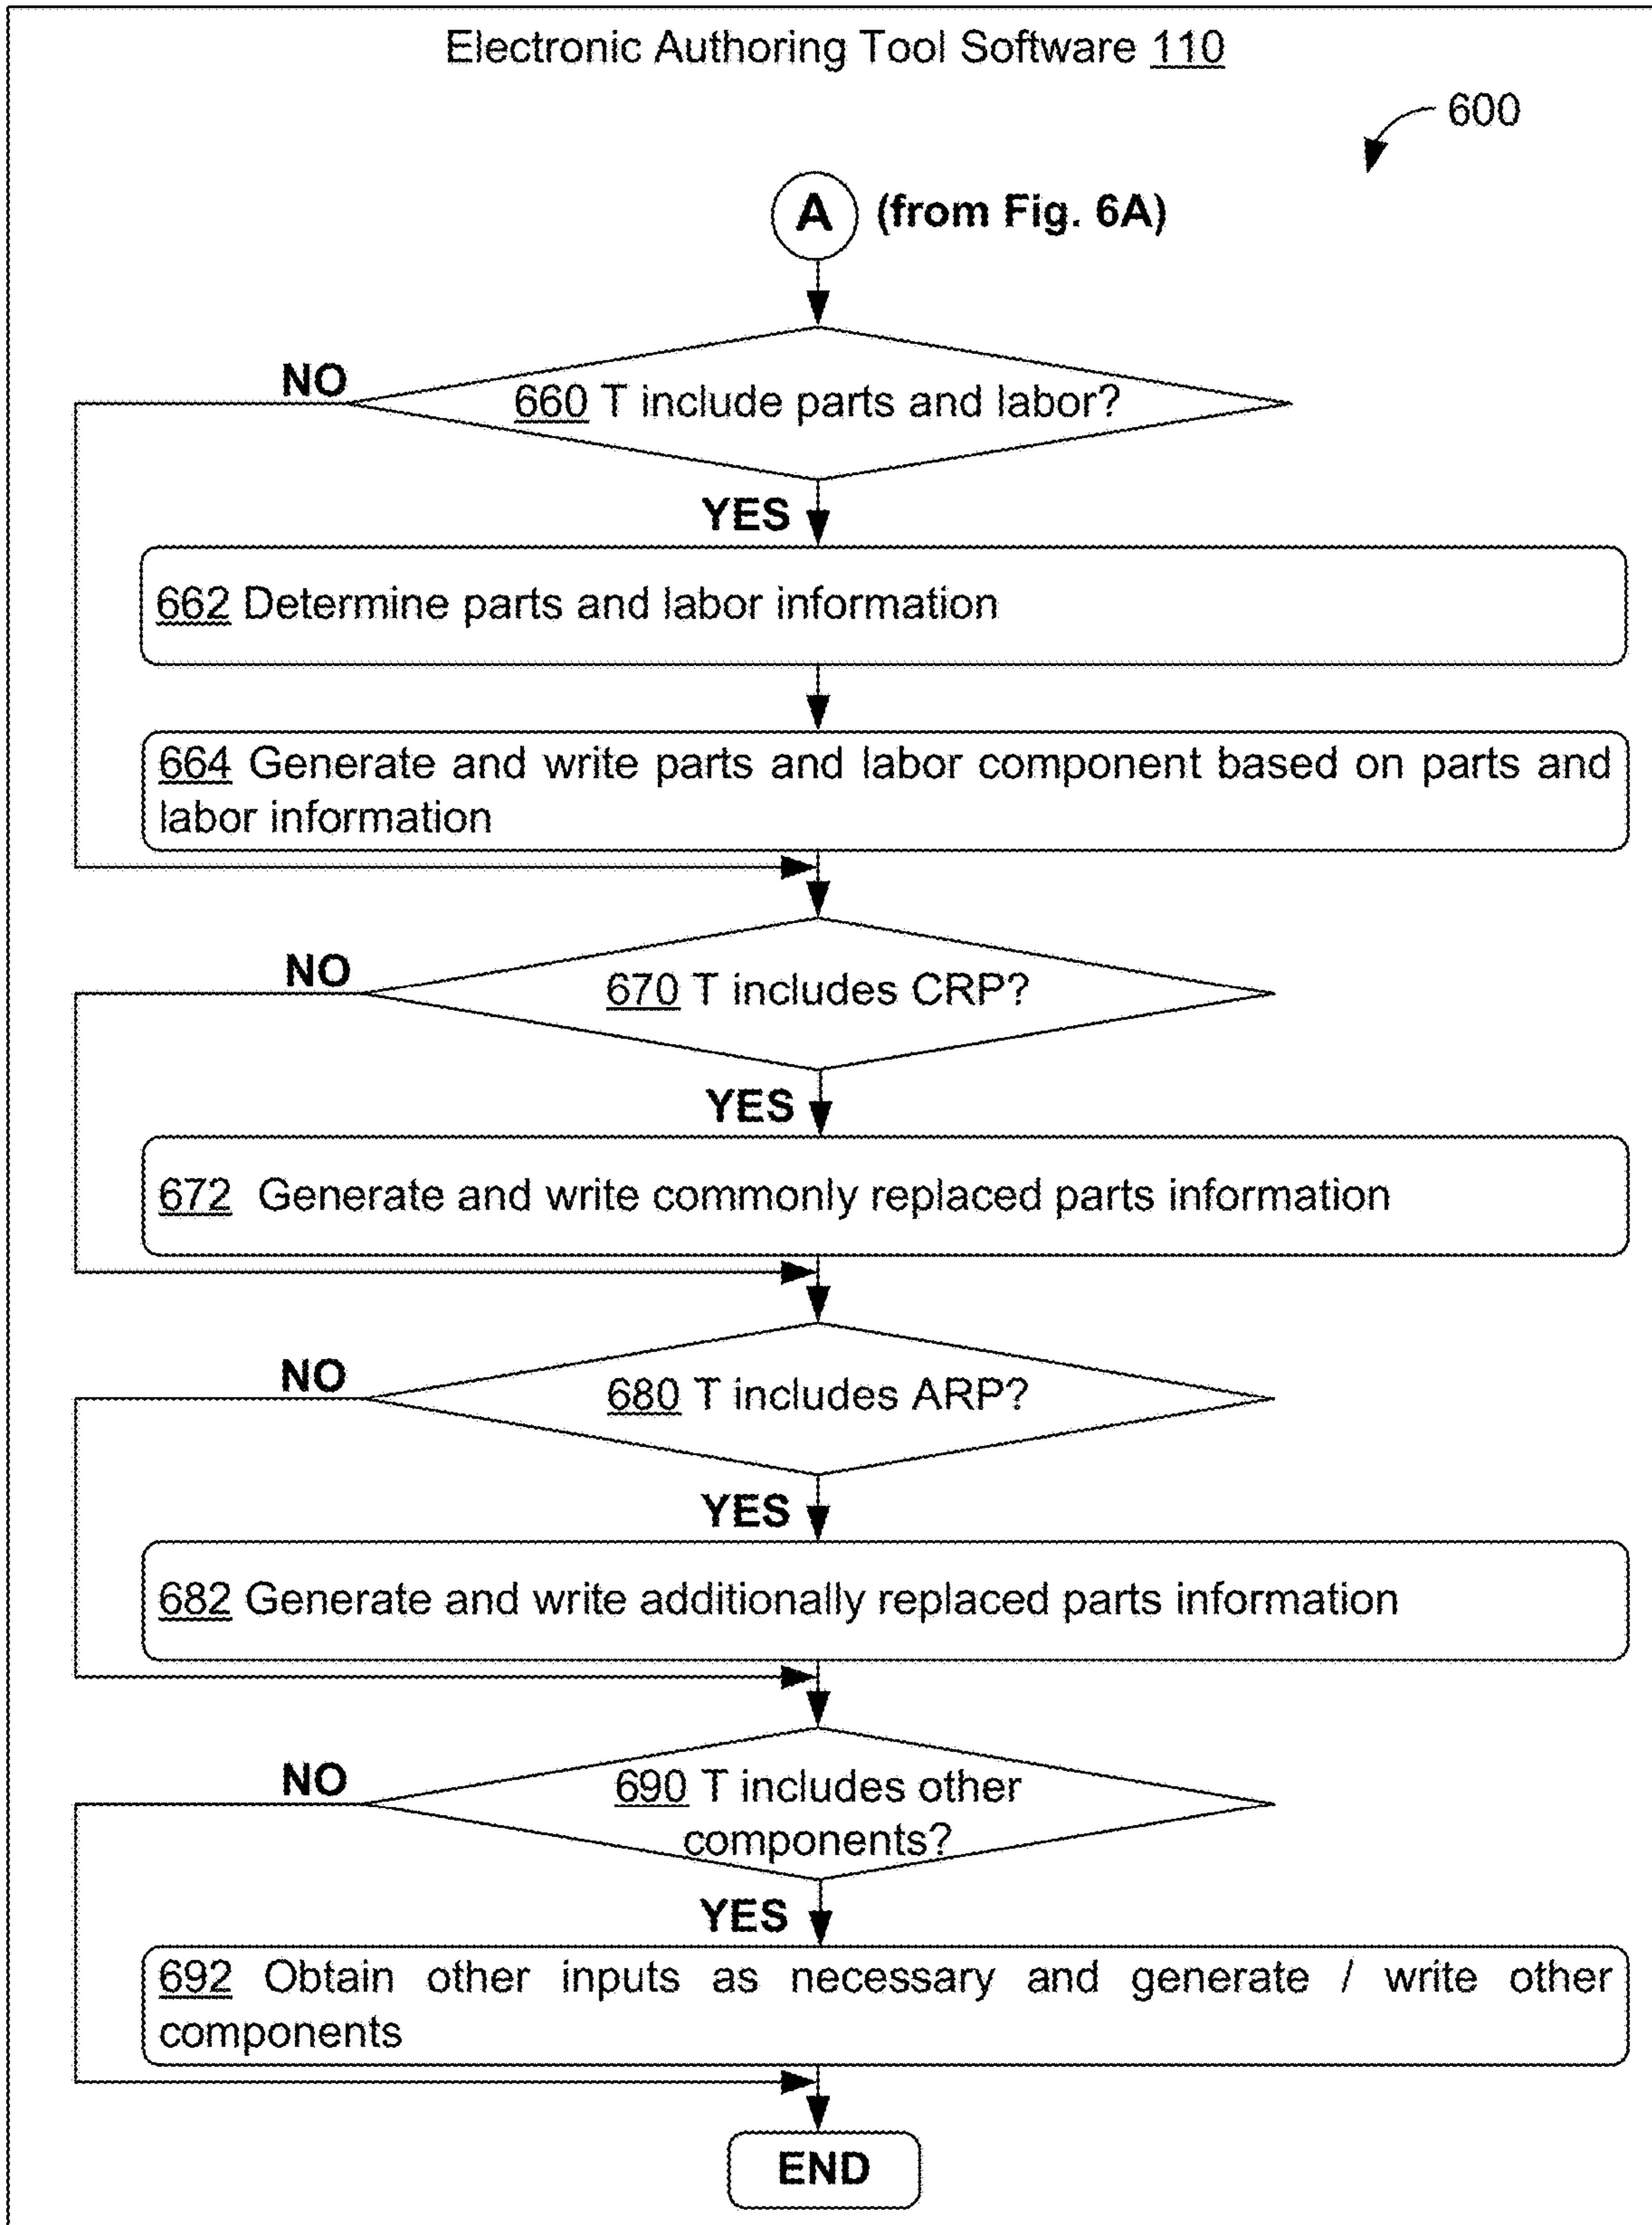 Electronic Authoring Tool Software 110
600
A (from Fig. 6A)
NO
660 T include parts and labor?
YES
662 Determine parts and labor information
664 Generate and write parts and labor component based on parts and
labor information
NO
670 T includes CRP?
YES
672 Generate and write commonly replaced parts information
NO
680 T includes ARP?
YES
682 Generate and write additionally replaced parts information
NO
690 T includes other
components?
YES
692 Obtain other inputs as necessary and generate / write other
components
END